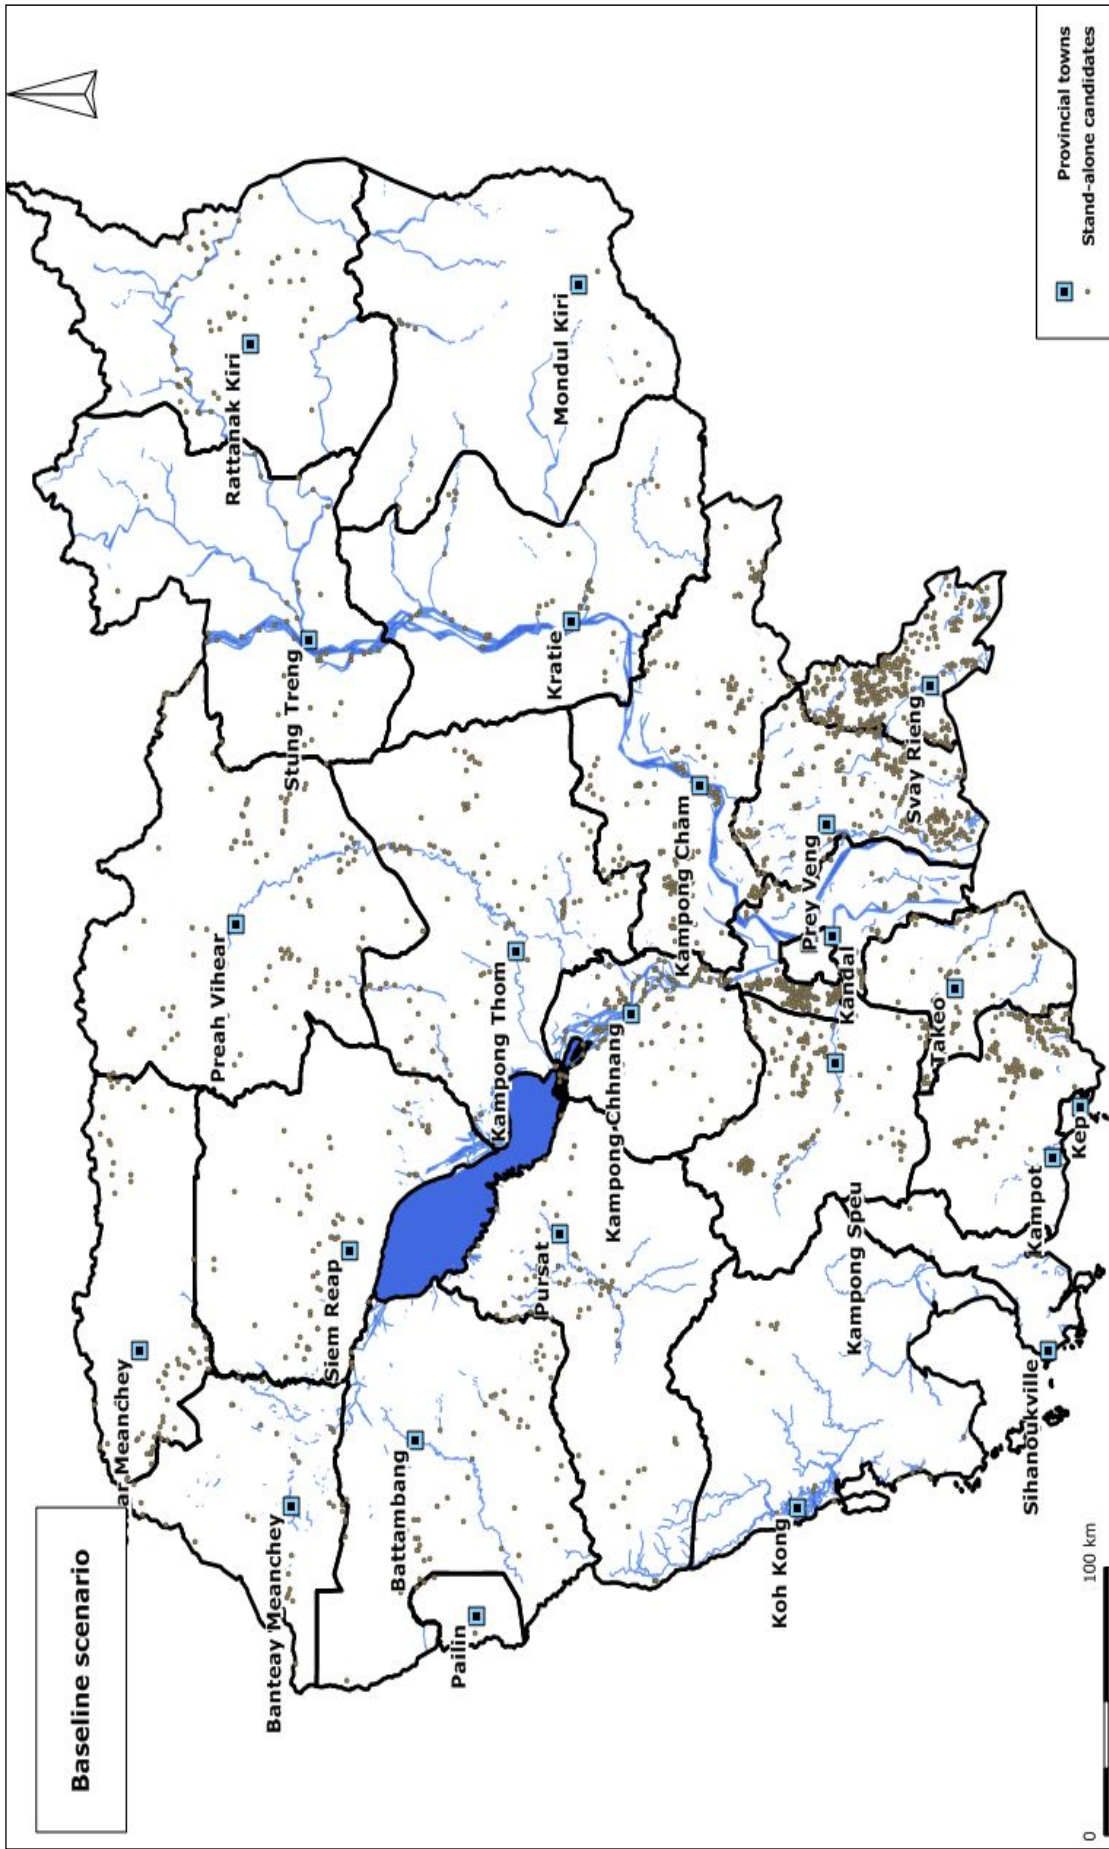 Baseline scenario
ar Meanchey
Banteay Meanchey
Siem Reap
Preah Vihear
Stung Treng
Rattanak Kiri
Battambang
Pailin
Pursat
Kampong Thom
Kampong Chhnang
Kratie
Mondul Kiri
Kampong Cham
Koh Kong
Kampong Speu
Kandal
Prey Veng
Svay Rieng
Takeo
Sihanoukville
Kampot
Kep
0 100 km
Provincial towns
Stand-alone candidates